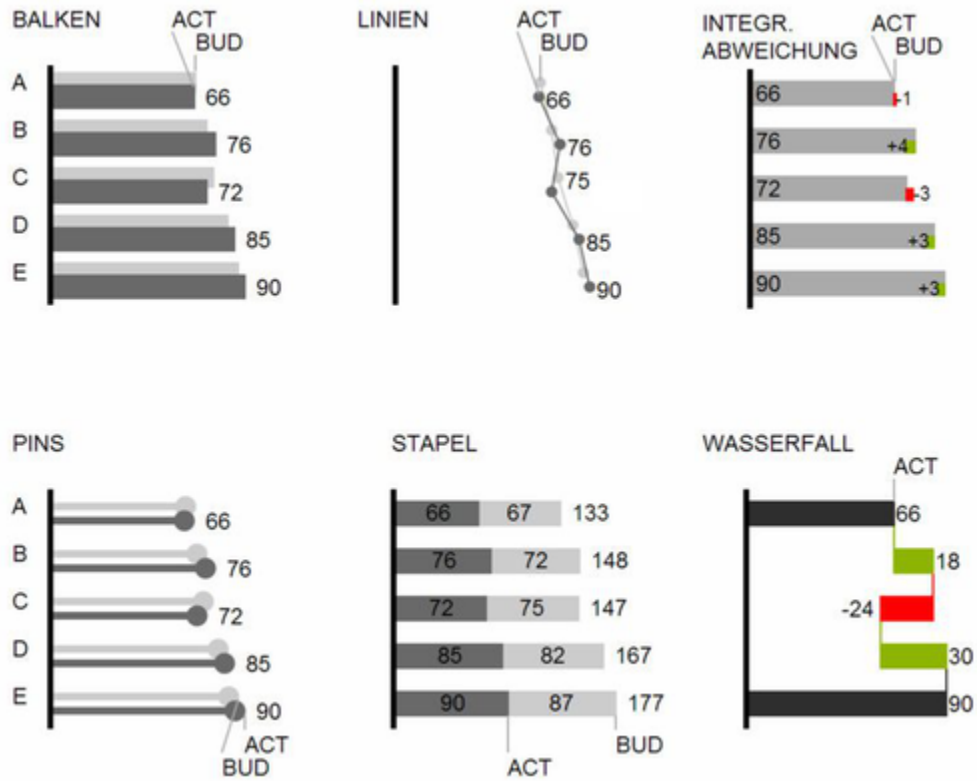 BALKEN
ACT
BUD
A
66
B
76
C
72
D
85
E
90
LINIEN
ACT
BUD
66
76
75
85
90
INTEGR.
ABWEICHUNG
ACT
BUD
66 -1
76 +4
72 -3
85 +3
90 +3
PINS
A
66
B
76
C
72
D
85
E
90
ACT
BUD
STAPEL
66 67 133
76 72 148
72 75 147
85 82 167
90 87 177
BUD
ACT
WASSERFALL
ACT
66
18
-24
30
90